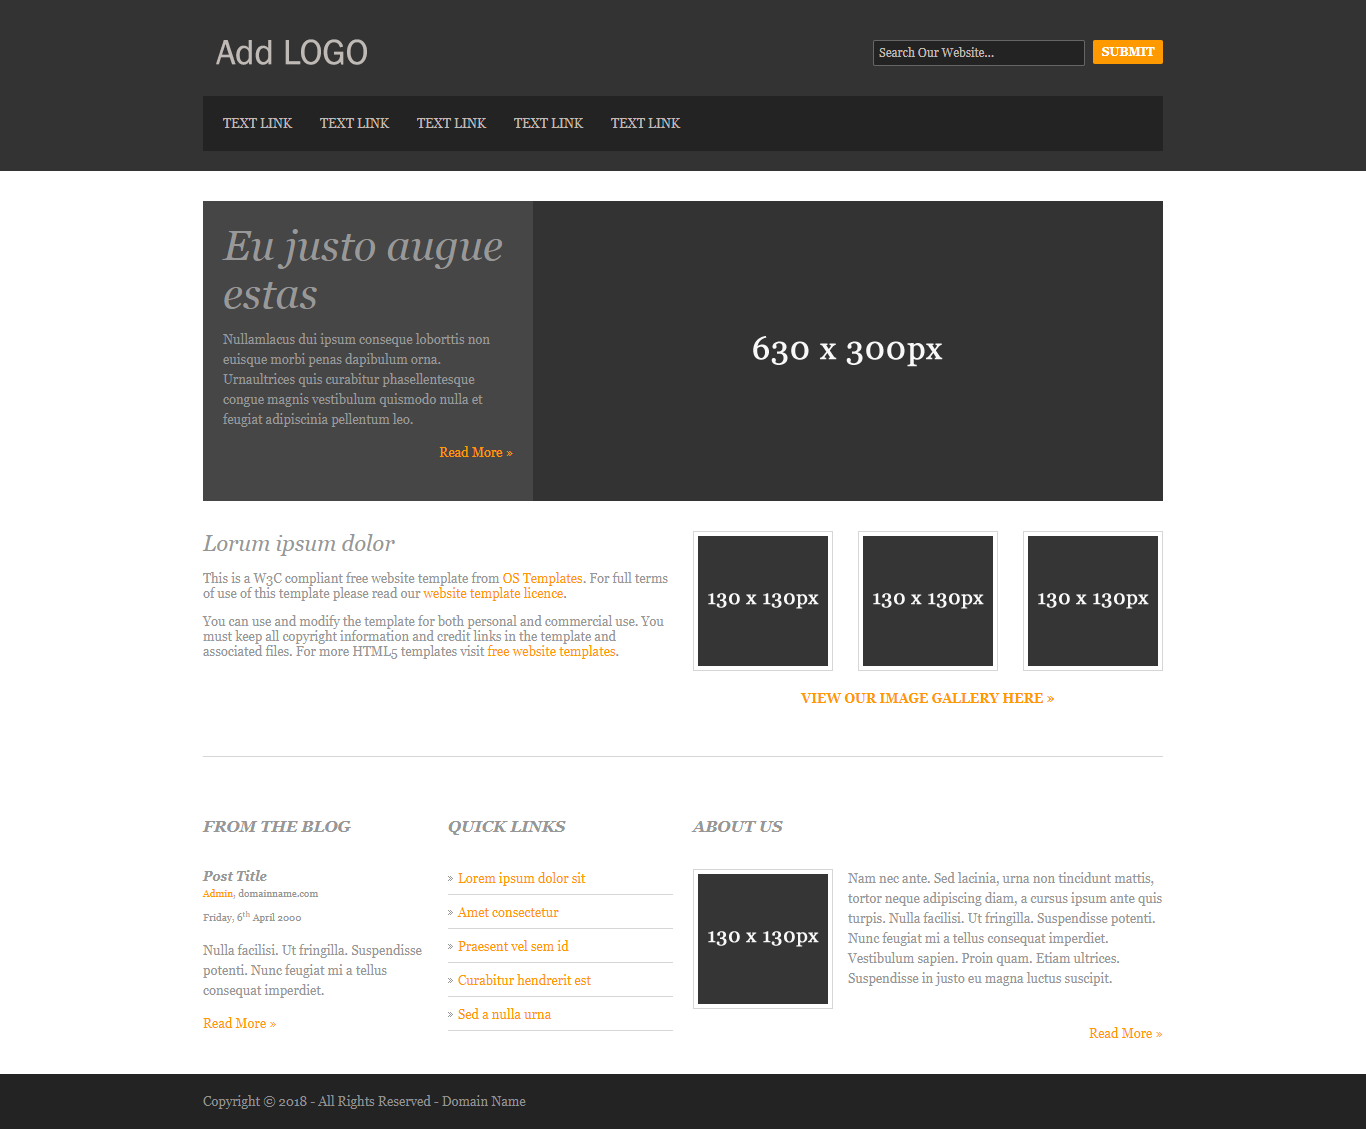 Add LOGO
Search Our Website...
SUBMIT
TEXT LINK TEXT LINK TEXT LINK TEXT LINK TEXT LINK
Eu justo augue
estas
Nullamlacus dui ipsum conseque loborttis non
euisque morbi penas dapibulum orna.
Urnaultrices quis curabitur phasellentesque
congue magnis vestibulum quismodo nulla et
feugiat adipiscinia pellentum leo.
Read More »
630 x 300px
Lorum ipsum dolor
This is a W3C compliant free website template from OS Templates. For full terms
of use of this template please read our website template licence.
You can use and modify the template for both personal and commercial use. You
must keep all copyright information and credit links in the template and
associated files. For more HTML5 templates visit free website templates.
130 x 130px 130 x 130px 130 x 130px
VIEW OUR IMAGE GALLERY HERE »
FROM THE BLOG
Post Title
Admin, domainname.com
Friday, 6th April 2000
Nulla facilisi. Ut fringilla. Suspendisse
potenti. Nunc feugiat mi a tellus
consequat imperdiet.
Read More »
QUICK LINKS
» Lorem ipsum dolor sit
» Amet consectetur
» Praesent vel sem id
» Curabitur hendrerit est
» Sed a nulla urna
ABOUT US
130 x 130px
Nam nec ante. Sed lacinia, urna non tincidunt mattis,
tortor neque adipiscing diam, a cursus ipsum ante quis
turpis. Nulla facilisi. Ut fringilla. Suspendisse potenti.
Nunc feugiat mi a tellus consequat imperdiet.
Vestibulum sapien. Proin quam. Etiam ultrices.
Suspendisse in justo eu magna luctus suscipit.
Read More »
Copyright © 2018 - All Rights Reserved - Domain Name